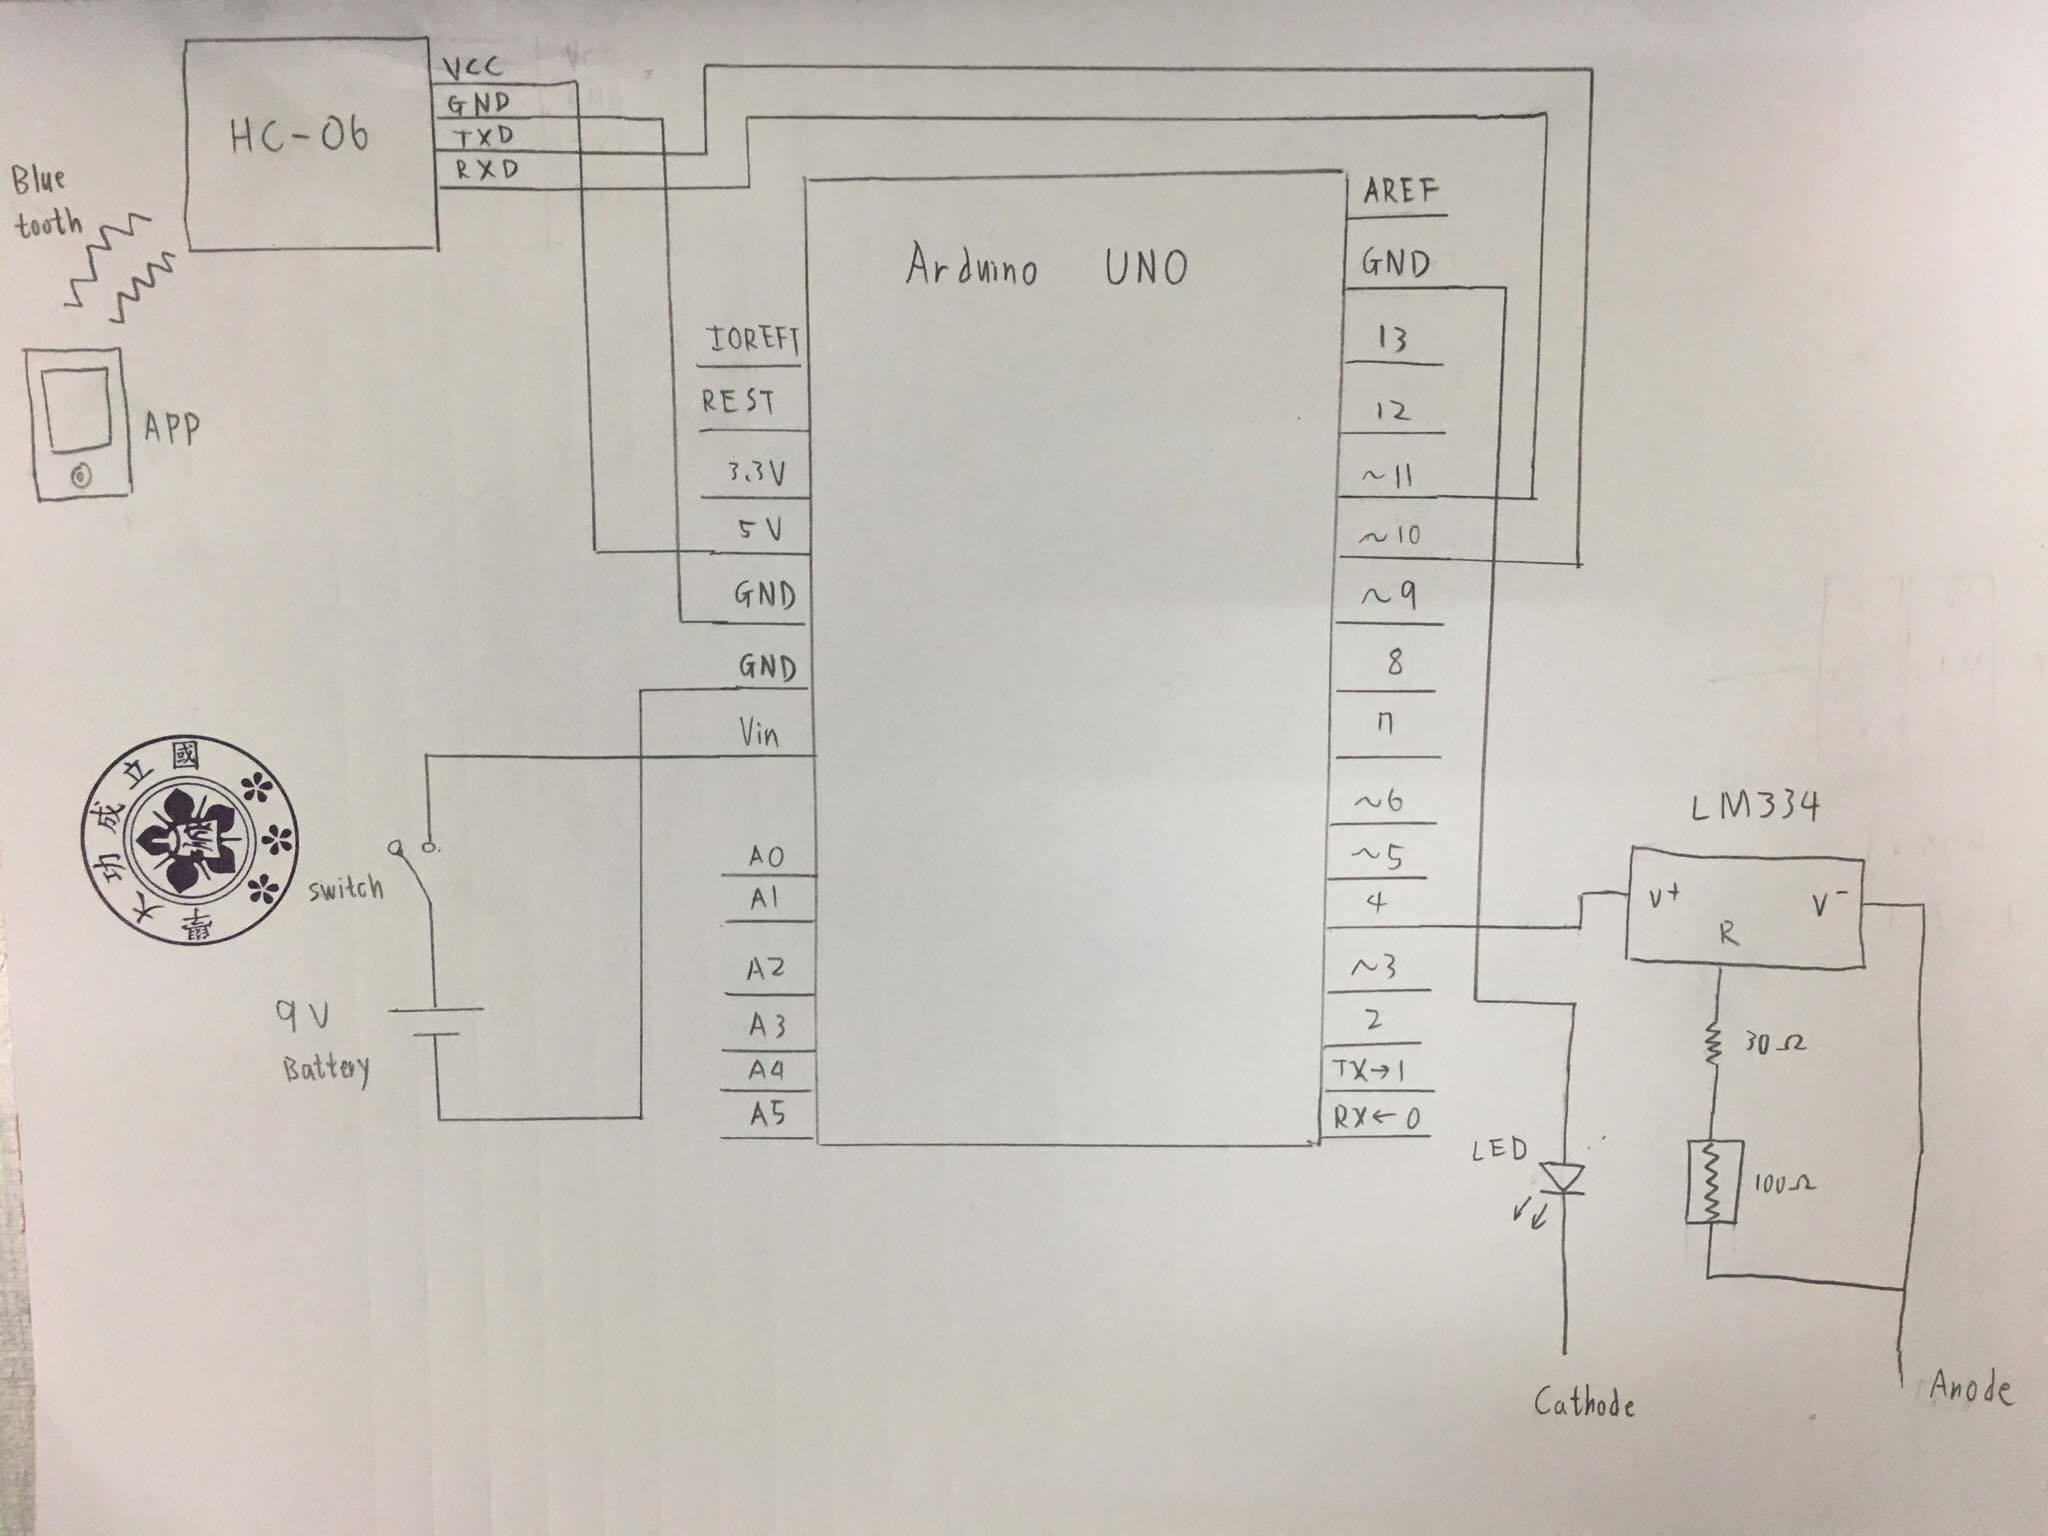 VCC
GND
TXD
RXD
HC-06
Blue
tooth
APP
Arduino UNO
IOREFT
REST
3.3V
5V
GND
GND
Vin
A0
A1
A2
A3
A4
A5
AREF
GND
13
12
~11
~10
~9
8
7
~6
~5
4
~3
2
TX→1
RX←0
國立成功大學
switch
9V
Battery
LM334
V+
V-
R
30Ω
100Ω
LED
Cathode
Anode